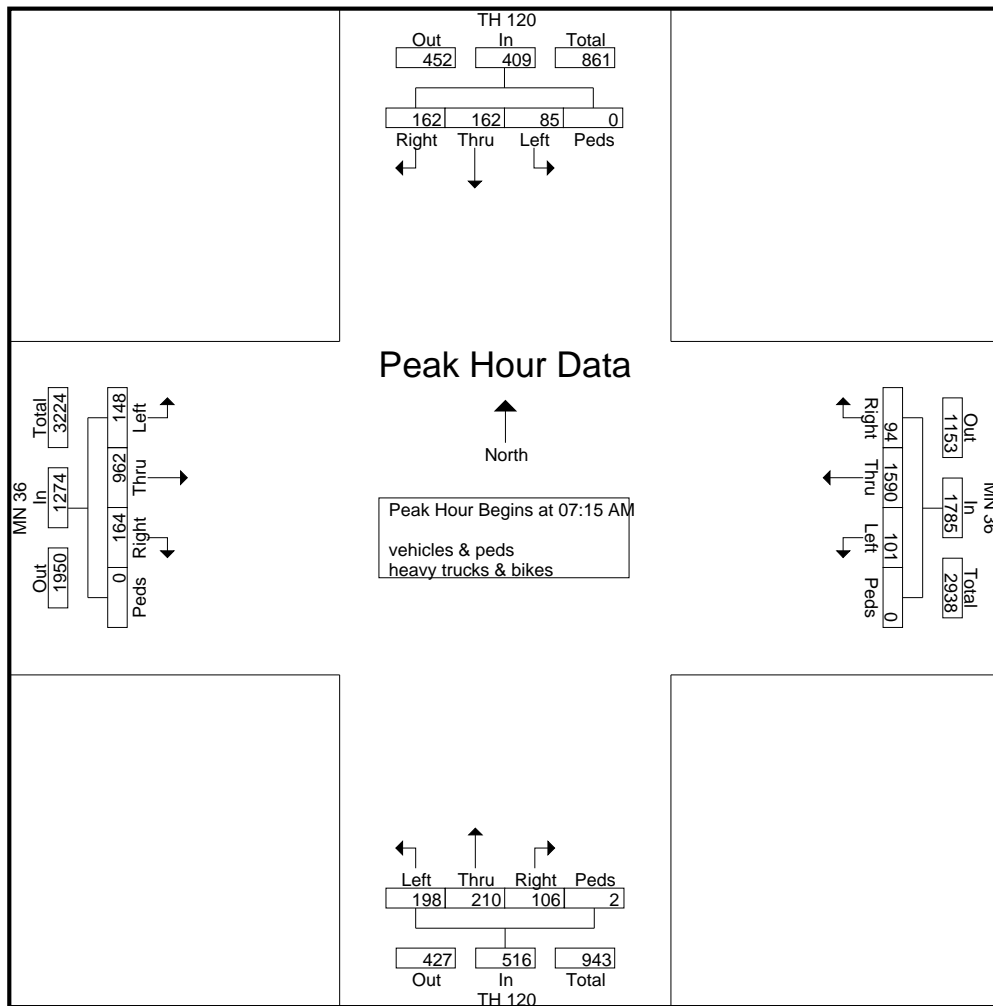 TH 120
Out In Total
452 409 861
162 162 85 0
Right Thru Left Peds
Peak Hour Data
North
Peak Hour Begins at 07:15 AM
vehicles & peds
heavy trucks & bikes
MN 36
Total In Out
3224 1274 1950
148 962 164 0
Left Thru Right Peds
MN 36
Out In Total
1153 1785 2938
94 1590 101 0
Right Thru Left Peds
Left Thru Right Peds
198 210 106 2
427 516 943
Out In Total
TH 120